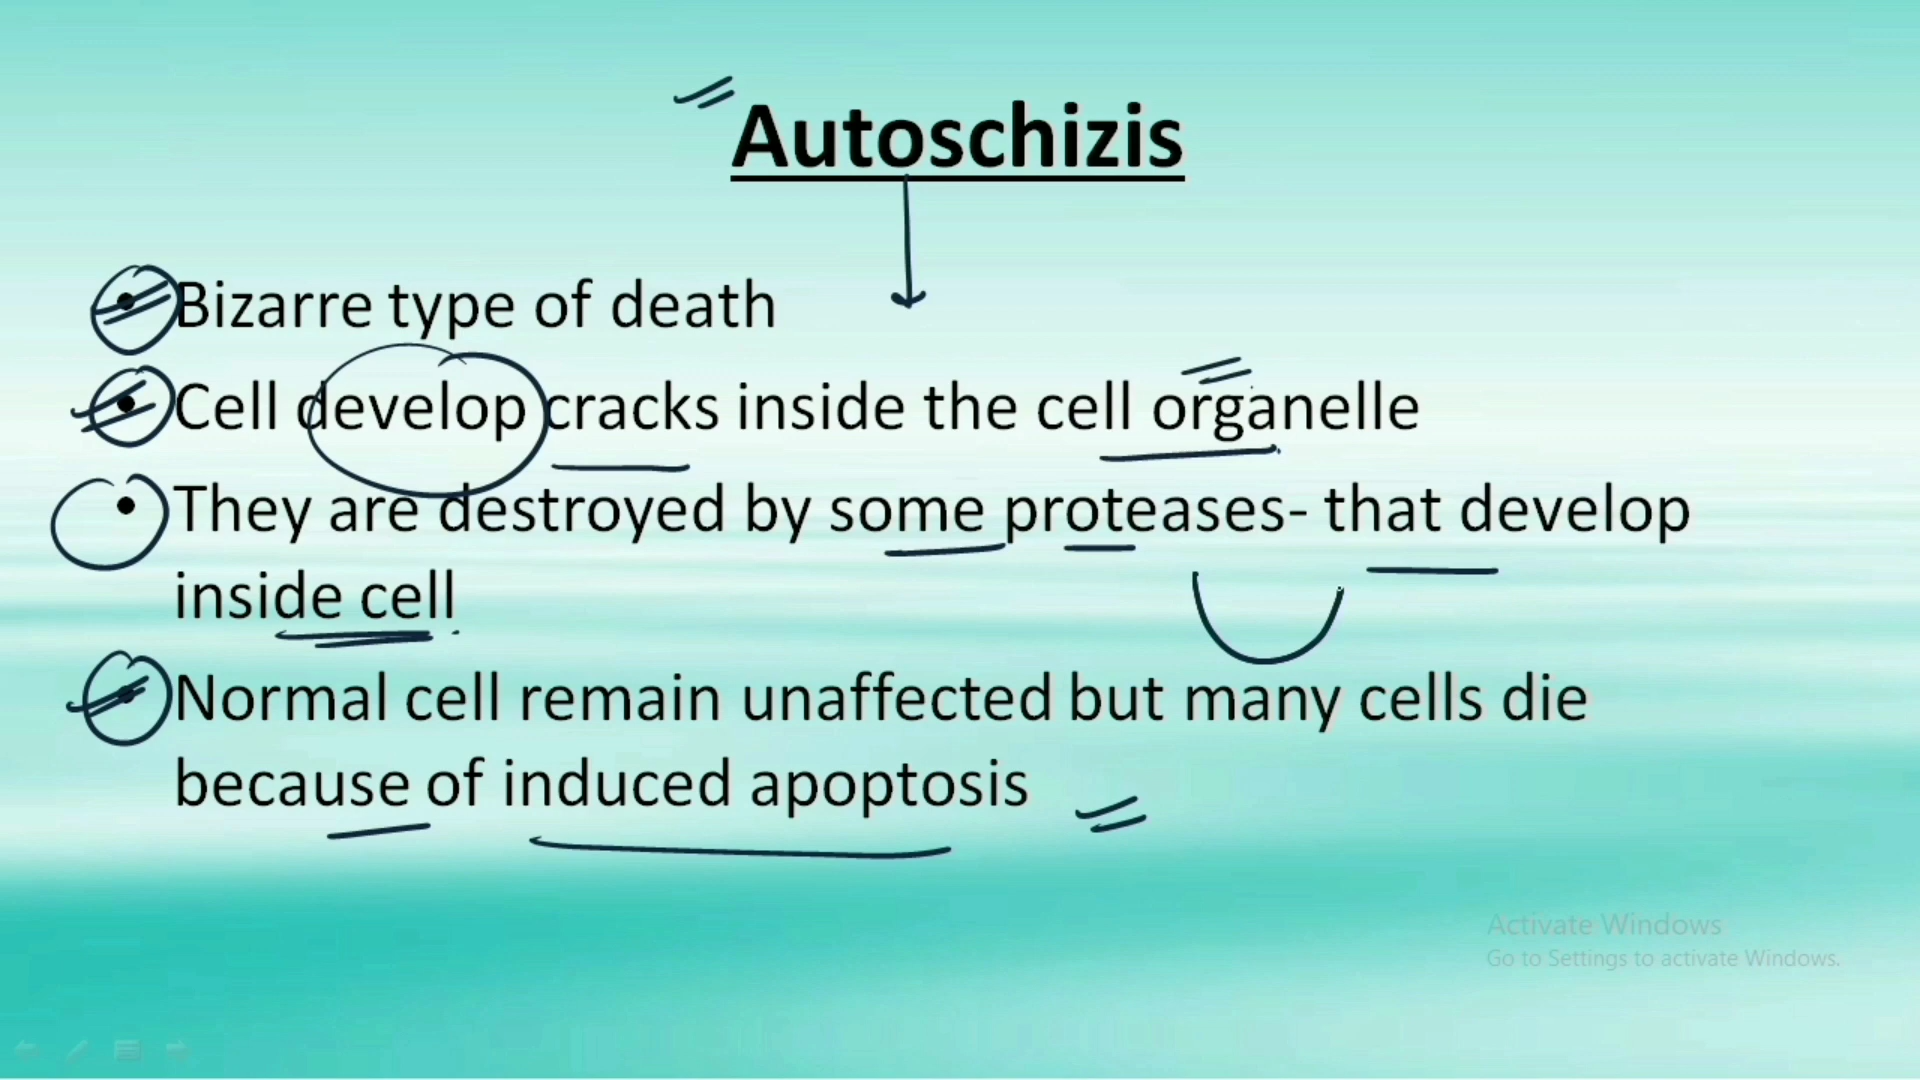 Autoschizis
• Bizarre type of death
• Cell develop cracks inside the cell organelle
• They are destroyed by some proteases- that develop
inside cell
• Normal cell remain unaffected but many cells die
because of induced apoptosis
Activate Windows
Go to Settings to activate Windows.